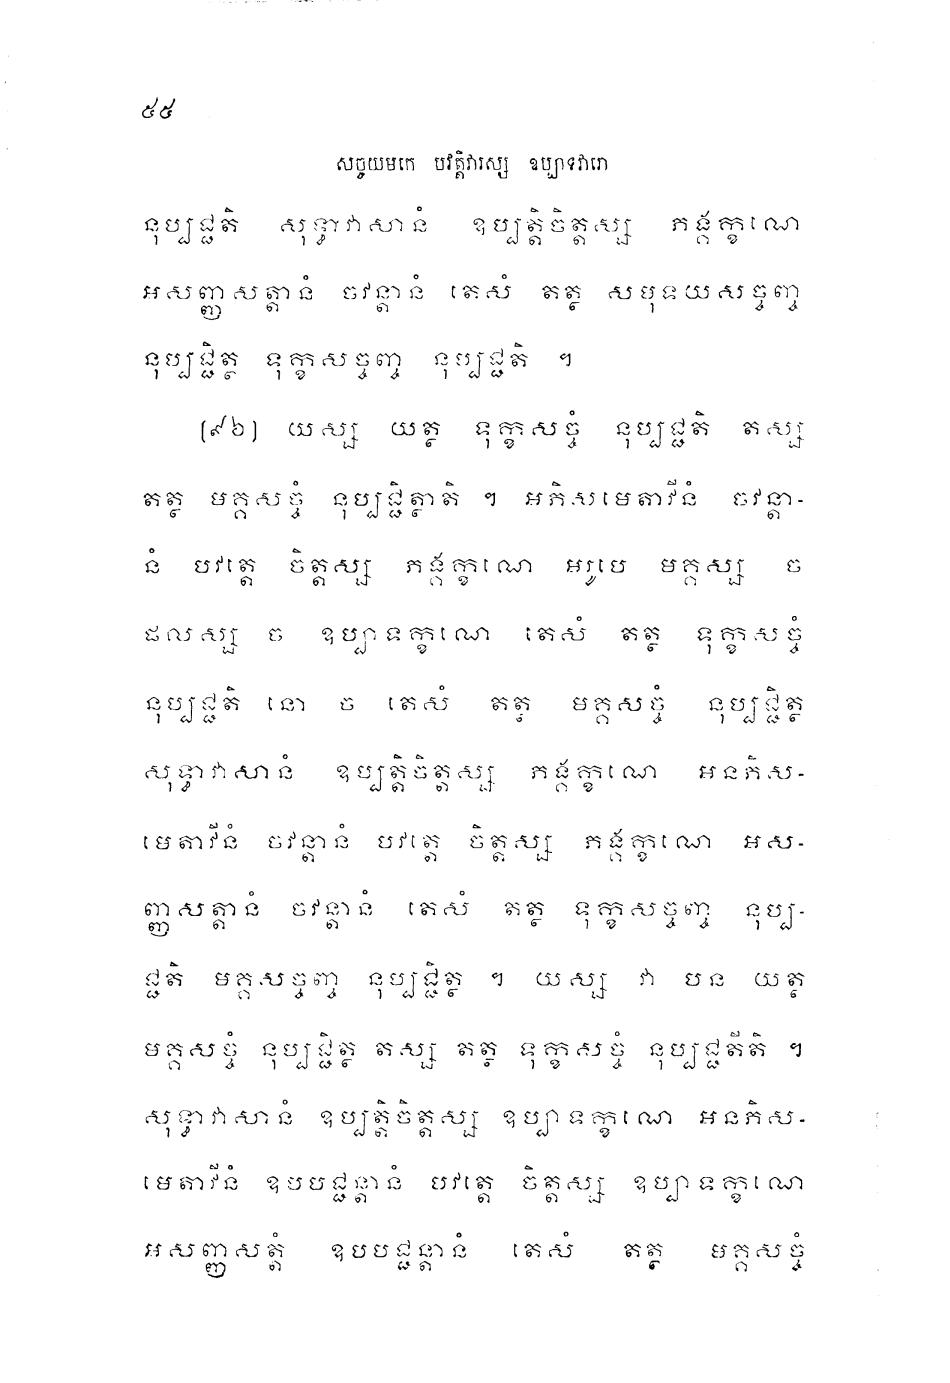 ៥៥
សច្ចយមកេ បវត្តិវារស្ស ឧប្បាទវារោ
នុប្បជ្ជតិ សុទ្ធាវាសានំ ឧប្បត្តិចិត្តស្ស ភង្គក្ខណេ
អសញ្ញសត្តានំ ចវន្តានំ តេសំ តត្ថ សមុទយសច្ចញ្ច
នុប្បជ្ជិត្ថ ទុក្ខសច្ចញ្ច នុប្បជ្ជតិ ។
[៩៦] យស្ស យត្ថ ទុក្ខសច្ចំ នុប្បជ្ជតិ តស្ស
តត្ថ មគ្គសច្ចំ នុប្បជ្ជិត្ថាតិ ។ អភិសមេតាវីនំ ចវន្តា-
នំ បវត្តេ ចិត្តស្ស ភង្គក្ខណេ អរូបេ មគ្គស្ស ច
ផលស្ស ច ឧប្បាទក្ខណេ តេសំ តត្ថ ទុក្ខសច្ចំ
នុប្បជ្ជតិ នោ ច តេសំ តត្ថ មគ្គសច្ចំ នុប្បជ្ជិត្ថ
សុទ្ធាវាសានំ ឧប្បត្តិចិត្តស្ស ភង្គក្ខណេ អនភិស-
មេតាវីនំ ចវន្តានំ បវត្តេ ចិត្តស្ស ភង្គក្ខណេ អស-
ញ្ញសត្តានំ ចវន្តានំ តេសំ តត្ថ ទុក្ខសច្ចញ្ច នុប្ប-
ជ្ជតិ មគ្គសច្ចញ្ច នុប្បជ្ជិត្ថ ។ យស្ស វា បន យត្ថ
មគ្គសច្ចំ នុប្បជ្ជិត្ថ តស្ស តត្ថ ទុក្ខសច្ចំ នុប្បជ្ជតីតិ ។
សុទ្ធាវាសានំ ឧប្បត្តិចិត្តស្ស ឧប្បាទក្ខណេ អនភិស-
មេតាវីនំ ឧបបជ្ជន្តានំ បវត្តេ ចិត្តស្ស ឧប្បាទក្ខណេ
អសញ្ញសត្តំ ឧបបជ្ជន្តានំ តេសំ តត្ថ មគ្គសច្ចំ